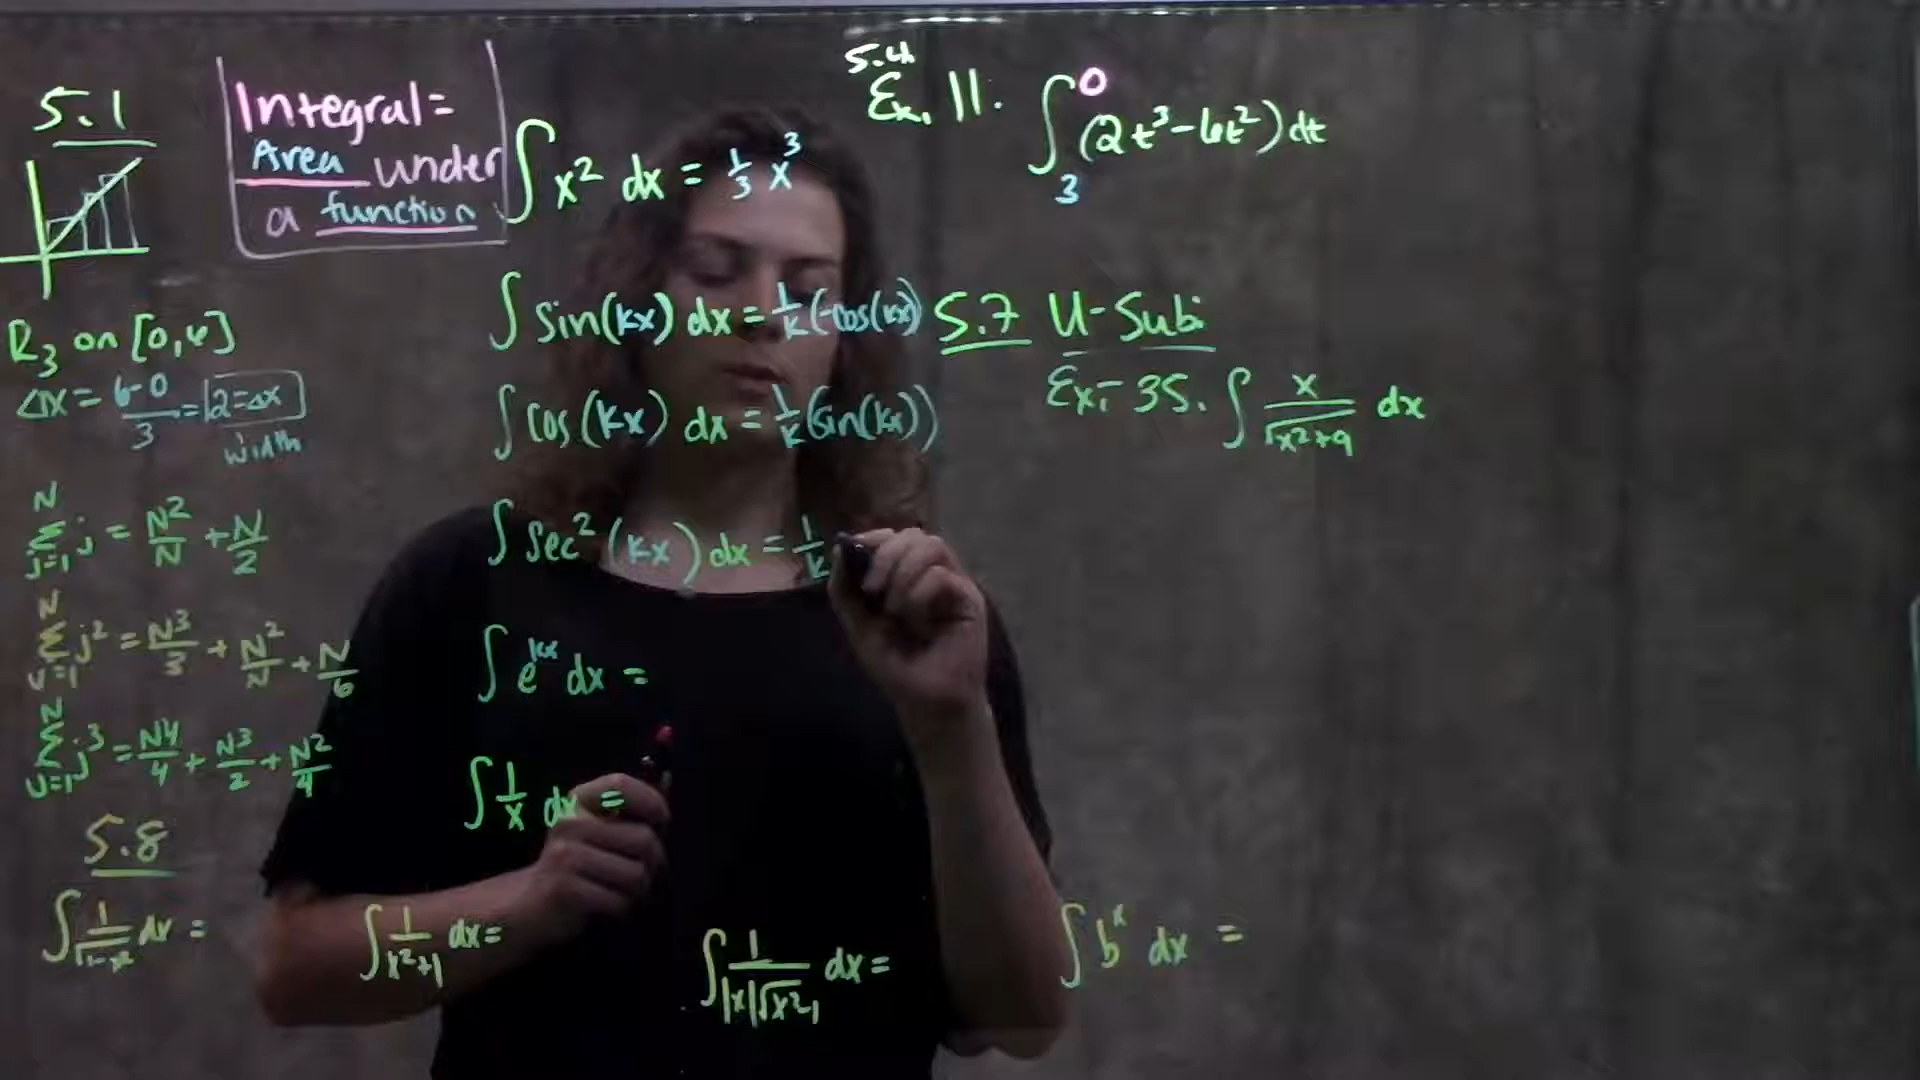 5.1
Integral =
Area under
a function
R₃ on [0,6]
Δx = 6-0/3 = 2 = Δx
width
N Σ j=1 j = N²/N + N/2
N Σ j² = N³/3 + N²/N + N/6
j³ = N4/4 + N³/2 + N²/4
5.8
∫ 1/√1-x² dx =
∫ 1/x²+1 dx =
∫ 1/|x|√x²-1 dx =
∫ bˣ dx =
∫ x² dx = 1/3 x³
∫ sin(kx) dx = 1/k (-cos(kx))
∫ cos(kx) dx = 1/k (sin(kx))
∫ sec²(kx) dx = 1/k
∫ e^kx dx =
∫ 1/x dx =
5.4
Ex. 11. ∫₃⁰ (2t³-6t²) dt
5.7 U-Sub:
Ex. 35. ∫ x/√x²+9 dx